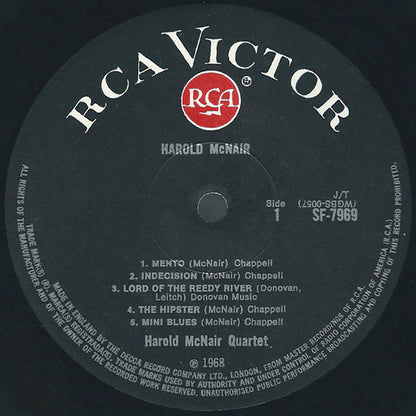 RCA VICTOR
®
RCA
HAROLD McNAIR
Side
1
T/J
(WGBS-0057)
SF-7969
1. MENTO (McNair) Chappell
2. INDECISION (McNair) Chappell
3. LORD OF THE REEDY RIVER (Donovan,
Leitch) Donovan Music
4. THE HIPSTER (McNair) Chappell
5. MINI BLUES (McNair) Chappell
Harold McNair Quartet
℗ 1968
ALL RIGHTS OF THE MANUFACTURER AND OF THE OWNER OF THE RECORDED WORK RESERVED. UNAUTHORISED PUBLIC PERFORMANCE BROADCASTING AND COPYING OF THIS RECORD PROHIBITED.
TRADE MARK(S) ® REGISTERED. TRADE MARK(S) USED BY AUTHORITY AND UNDER CONTROL OF RADIO CORPORATION OF AMERICA (R.C.A.)
MADE IN ENGLAND BY THE DECCA RECORD COMPANY LTD., LONDON, FROM MASTER RECORDINGS OF R.C.A.